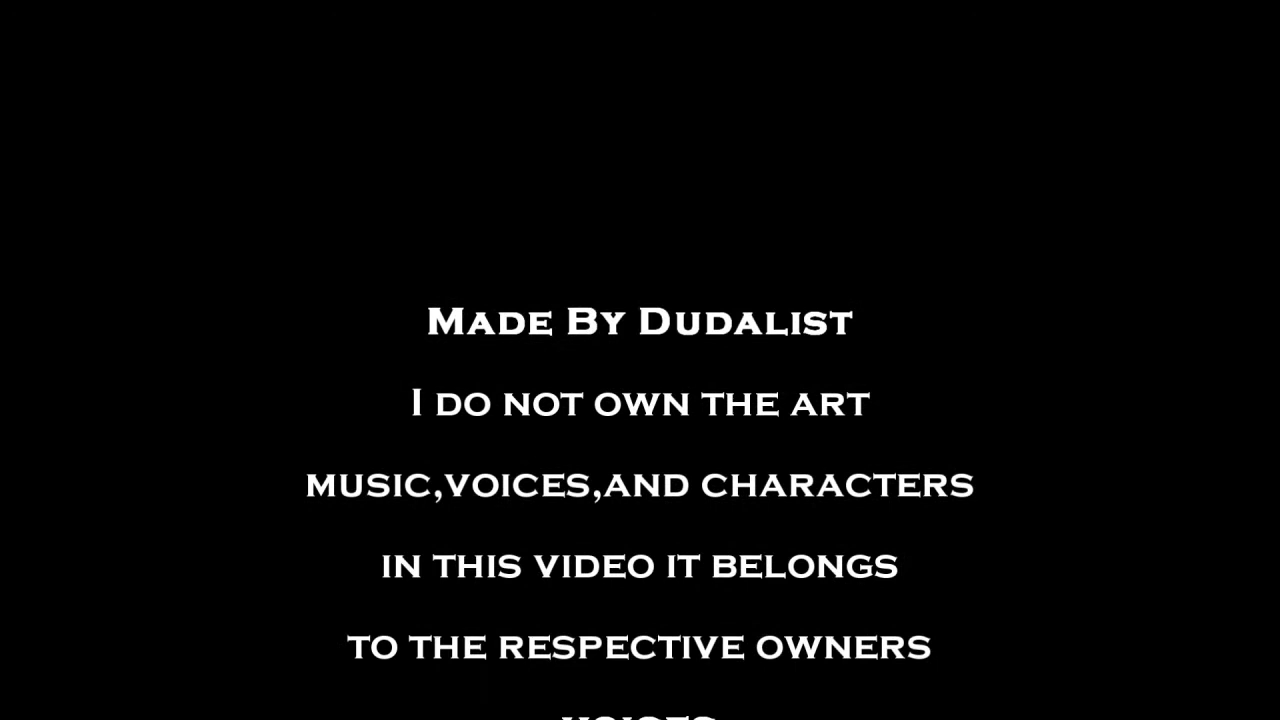 Made By Dudalist
I do not own the art
music,voices,and characters
in this video it belongs
to the respective owners